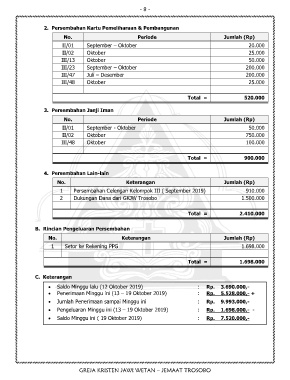 - 8 -
2. Persembahan Kartu Pemeliharaan & Pembangunan
No. Periode Jumlah (Rp)
II/01 September - Oktober 20.000
II/02 Oktober 25.000
III/13 Oktober 50.000
III/23 September – Oktober 200.000
III/47 Juli – Desember 200.000
III/48 Oktober 25.000
Total = 520.000
3. Persembahan Janji Iman
No. Periode Jumlah (Rp)
II/01 September - Oktober 50,000
II/02 Oktober 750.000
III/48 Oktober 100.000
Total = 900.000
4. Persembahan Lain-lain
No. Keterangan Jumlah (Rp)
1 Persembahan Celengan Kelompok III ( September 2019) 910.000
2 Dukungan Dana dari GKJW Trosobo 1.500.000
Total = 2.410.000
B. Rincian Pengeluaran Persembahan
No. Keterangan Jumlah (Rp)
1 Setor ke Rekening PPG 1.698.000
Total = 1.698.000
C. Keterangan
• Saldo Minggu lalu (13 Oktober 2019) : Rp. 3.690.000,-
• Penerimaan Minggu ini (13 – 19 Oktober 2019) : Rp. 5.528.000,- +
• Jumlah Penerimaan sampai Minggu ini : Rp. 9.993.000,-
• Pengeluaran Minggu ini (13 – 19 Oktober 2019) : Rp. 1.698.000,- -
• Saldo Minggu ini ( 19 Oktober 2019) : Rp. 7.520.000,-
GREJA KRISTEN JAWI WETAN – JEMAAT TROSOBO